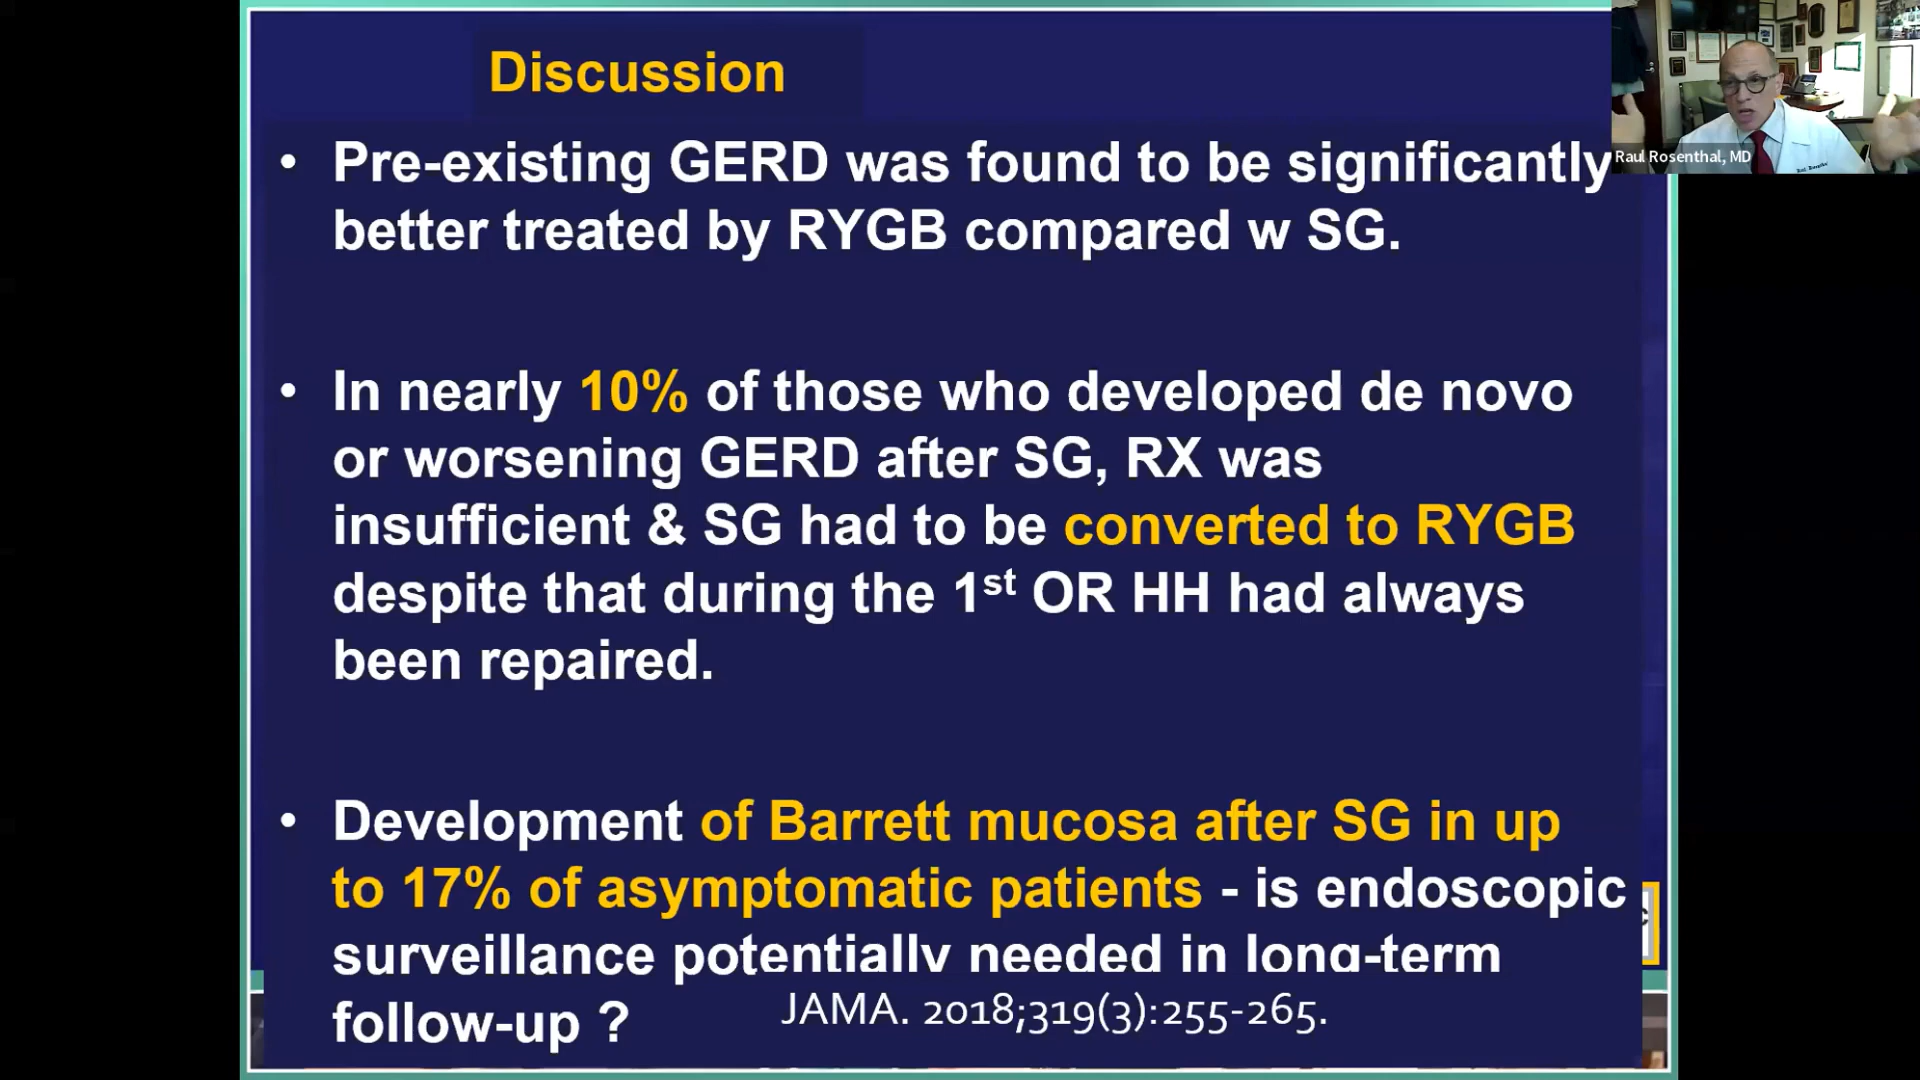 Discussion
Raul Rosenthal, MD
• Pre-existing GERD was found to be significantly
better treated by RYGB compared w SG.
• In nearly 10% of those who developed de novo
or worsening GERD after SG, RX was
insufficient & SG had to be converted to RYGB
despite that during the 1st OR HH had always
been repaired.
• Development of Barrett mucosa after SG in up
to 17% of asymptomatic patients - is endoscopic
surveillance potentially needed in long-term
follow-up ?
JAMA. 2018;319(3):255-265.